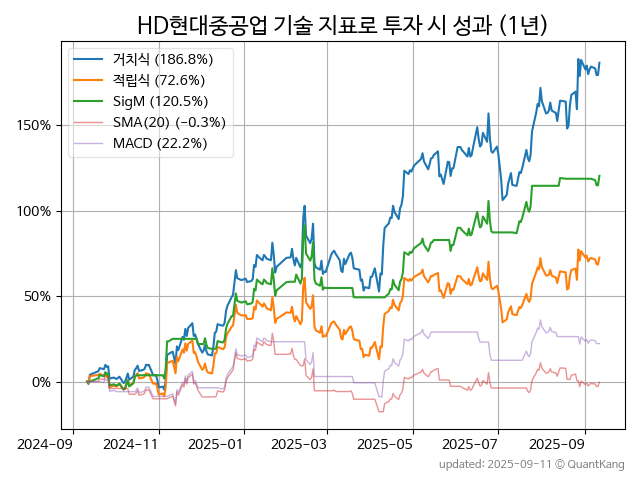 HD현대중공업 기술 지표로 투자 시 성과 (1년)
거치식 (186.8%)
적립식 (72.6%)
SigM (120.5%)
SMA(20) (-0.3%)
MACD (22.2%)
150%
100%
50%
0%
2024-09 2024-11 2025-01 2025-03 2025-05 2025-07 2025-09
updated: 2025-09-11 © QuantKang